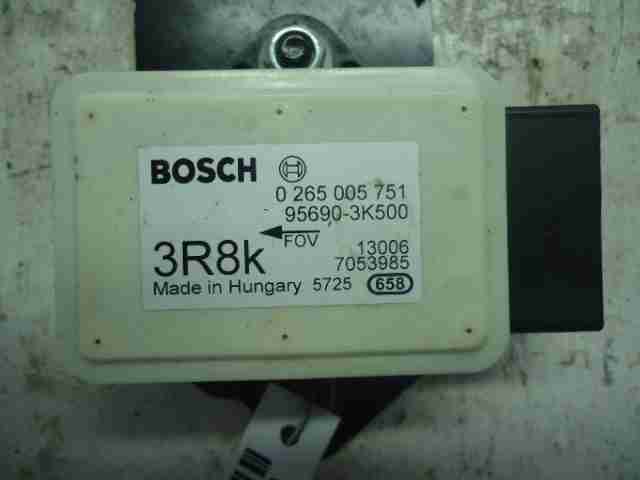 BOSCH
0 265 005 751
95690-3K500
FOV
3R8k
13006
7053985
Made in Hungary 5725 658